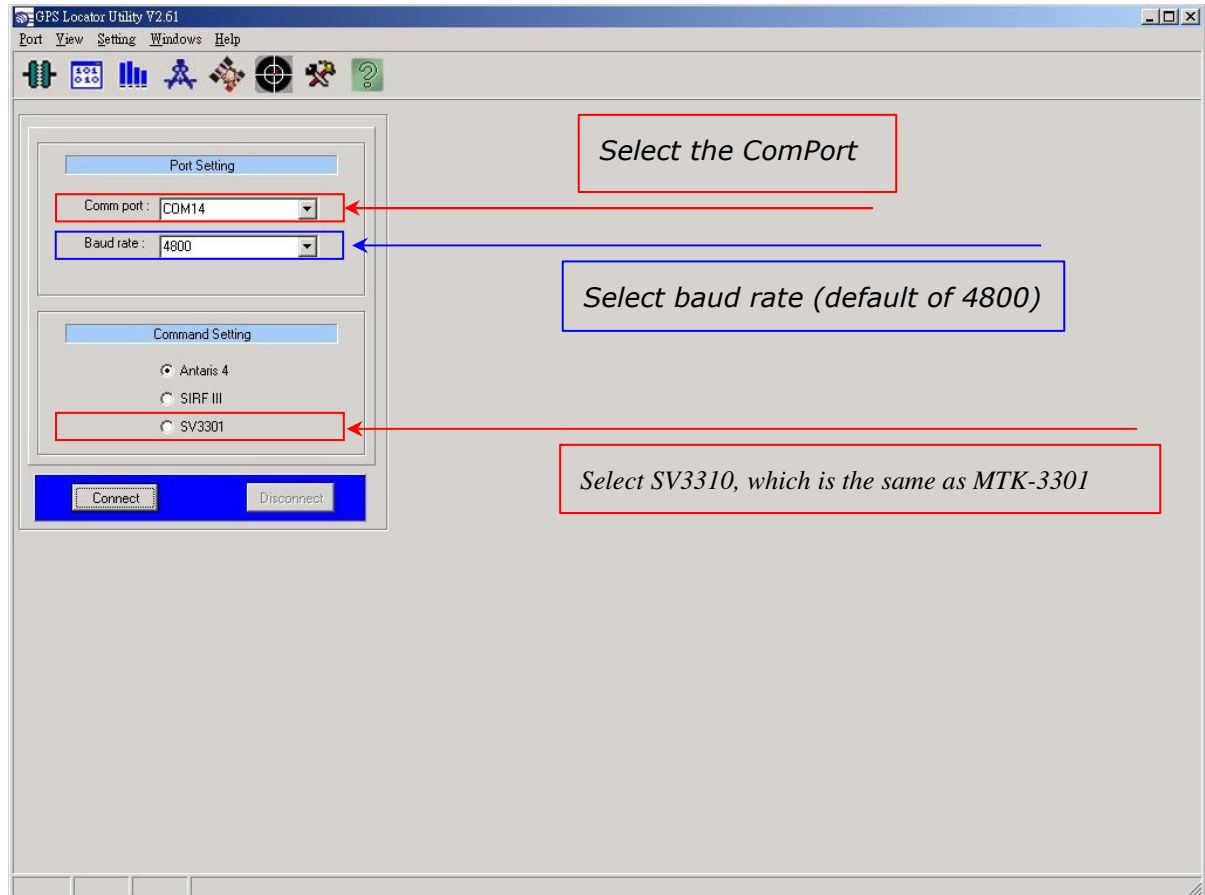 GPS Locator Utility V2.61
Port View Setting Windows Help
101
010
Port Setting
Select the ComPort
Comm port : COM14
Baud rate : 4800
Select baud rate (default of 4800)
Command Setting
Antaris 4
SIRF III
SV3301
Select SV3310, which is the same as MTK-3301
Connect Disconnect